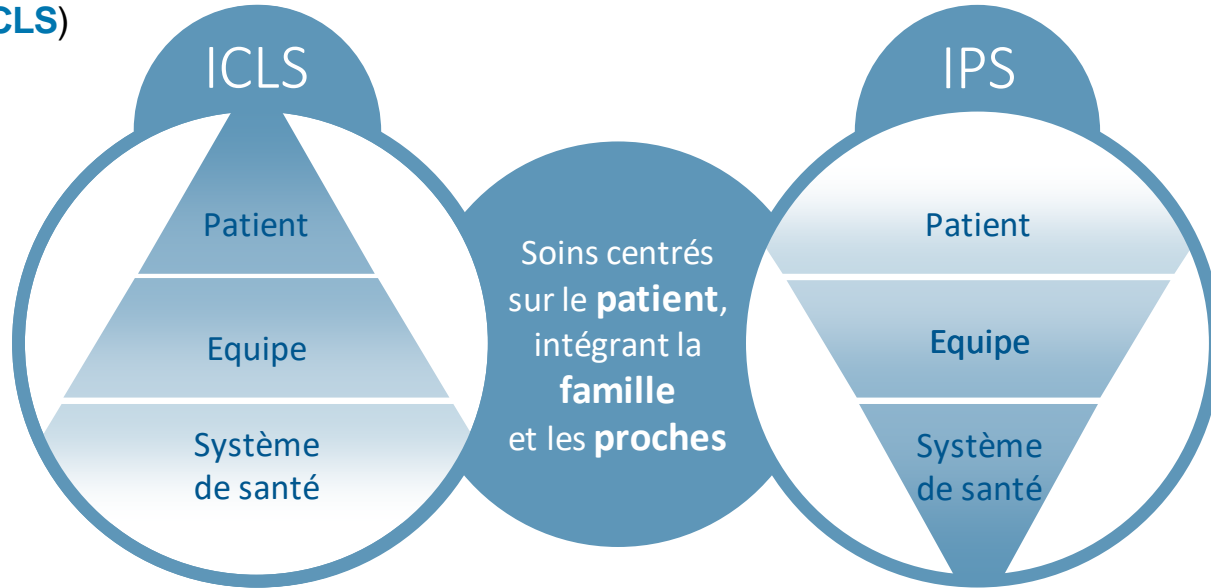 CLS)
ICLS
Patient
Equipe
Système
de santé
Soins centrés
sur le patient,
intégrant la
famille
et les proches
IPS
Patient
Equipe
Système
de santé